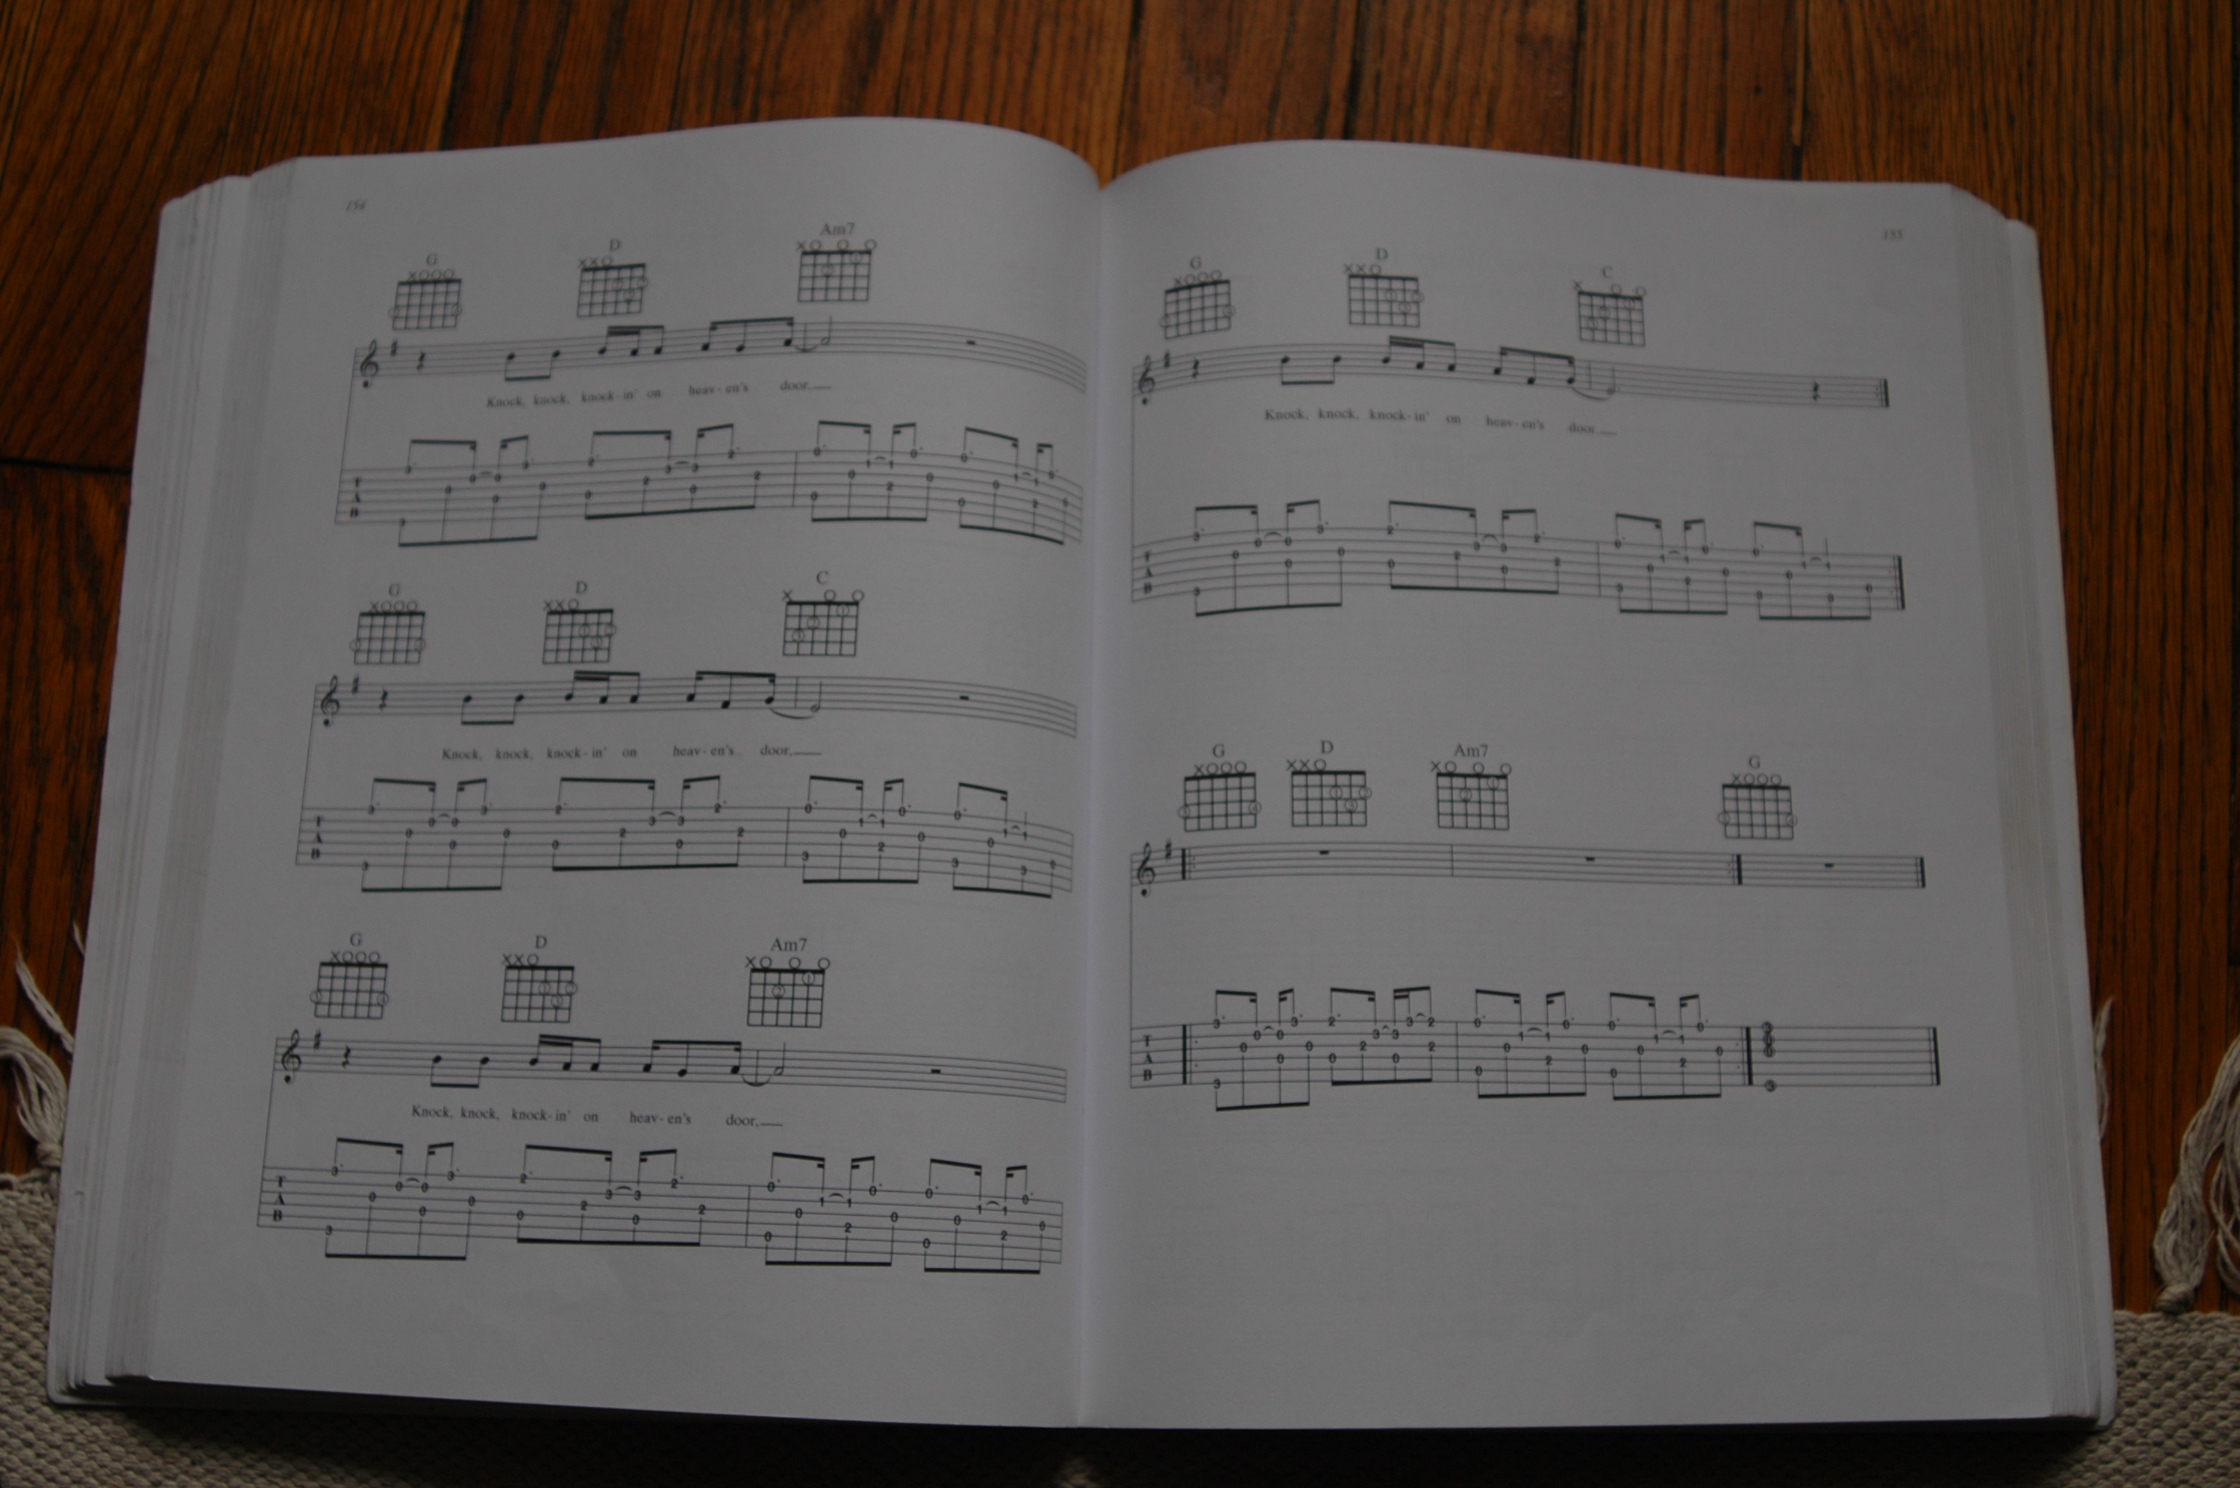 154
G D Am7
Knock, knock, knock-in' on heav-en's door,
T
A
B
G D C
Knock, knock, knock-in' on heav-en's door,
T
A
B
G D Am7
Knock, knock, knock-in' on heav-en's door,
T
A
B
155
G D C
Knock, knock, knock-in' on heav-en's door,
T
A
B
G D Am7 G
T
A
B